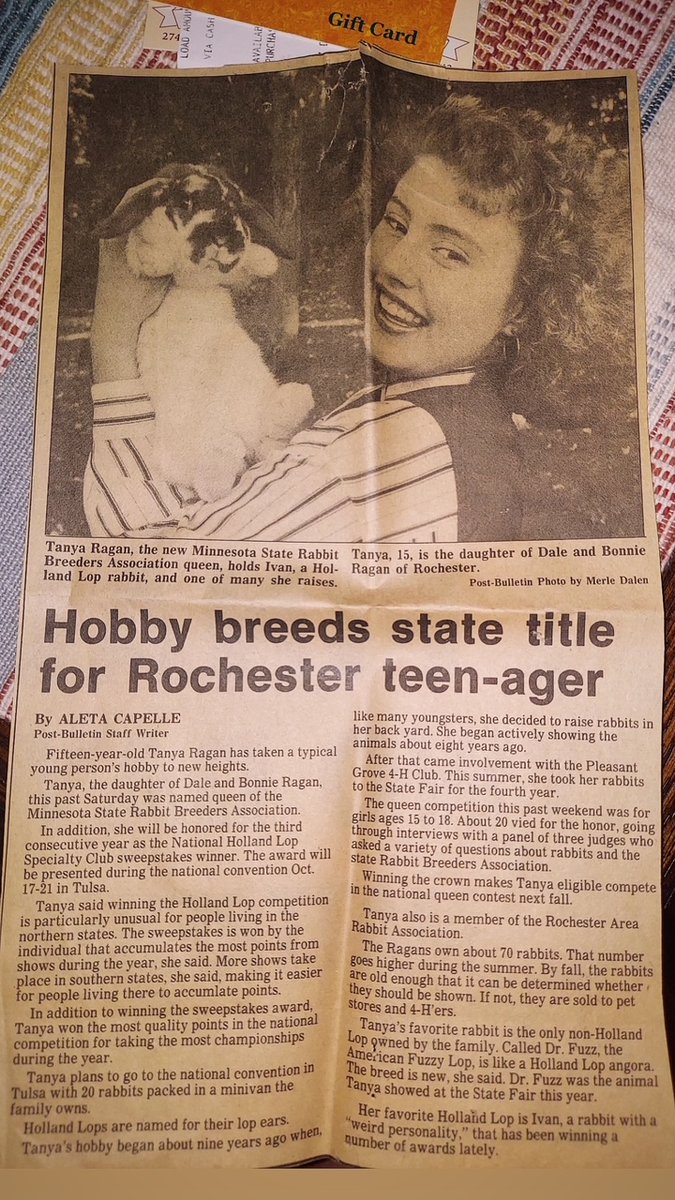 Gift Card
274
LOAD AMOU
VIA CASH
AVAILAB
PURCHA
Tanya Ragan, the new Minnesota State Rabbit
Breeders Association queen, holds Ivan, a Hol-
land Lop rabbit, and one of many she raises.
Tanya, 15, is the daughter of Dale and Bonnie
Ragan of Rochester.
Post-Bulletin Photo by Merle Dalen
Hobby breeds state title
for Rochester teen-ager
By ALETA CAPELLE
Post-Bulletin Staff Writer
Fifteen-year-old Tanya Ragan has taken a typical
young person's hobby to new heights.
Tanya, the daughter of Dale and Bonnie Ragan,
this past Saturday was named queen of the
Minnesota State Rabbit Breeders Association.
In addition, she will be honored for the third
consecutive year as the National Holland Lop
Specialty Club sweepstakes winner. The award will
be presented during the national convention Oct.
17-21 in Tulsa.
Tanya said winning the Holland Lop competition
is particularly unusual for people living in the
northern states. The sweepstakes is won by the
individual that accumulates the most points from
shows during the year, she said. More shows take
place in southern states, she said, making it easier
for people living there to accumlate points.
In addition to winning the sweepstakes award,
Tanya won the most quality points in the national
competition for taking the most championships
during the year.
Tanya plans to go to the national convention in
Tulsa with 20 rabbits packed in a minivan the
family owns.
Holland Lops are named for their lop ears.
Tanya's hobby began about nine years ago when,
like many youngsters, she decided to raise rabbits in
her back yard. She began actively showing the
animals about eight years ago.
After that came involvement with the Pleasant
Grove 4-H Club. This summer, she took her rabbits
to the State Fair for the fourth year.
The queen competition this past weekend was for
girls ages 15 to 18. About 20 vied for the honor, going
through interviews with a panel of three judges who
asked a variety of questions about rabbits and the
state Rabbit Breeders Association.
Winning the crown makes Tanya eligible compete
in the national queen contest next fall.
Tanya also is a member of the Rochester Area
Rabbit Association.
The Ragans own about 70 rabbits. That number
goes higher during the summer. By fall, the rabbits
are old enough that it can be determined whether
they should be shown. If not, they are sold to pet
stores and 4-H'ers.
Tanya's favorite rabbit is the only non-Holland
Lop owned by the family. Called Dr. Fuzz, the
American Fuzzy Lop, is like a Holland Lop angora.
The breed is new, she said. Dr. Fuzz was the animal
Tanya showed at the State Fair this year.
Her favorite Holland Lop is Ivan, a rabbit with a
"weird personality," that has been winning a
number of awards lately.